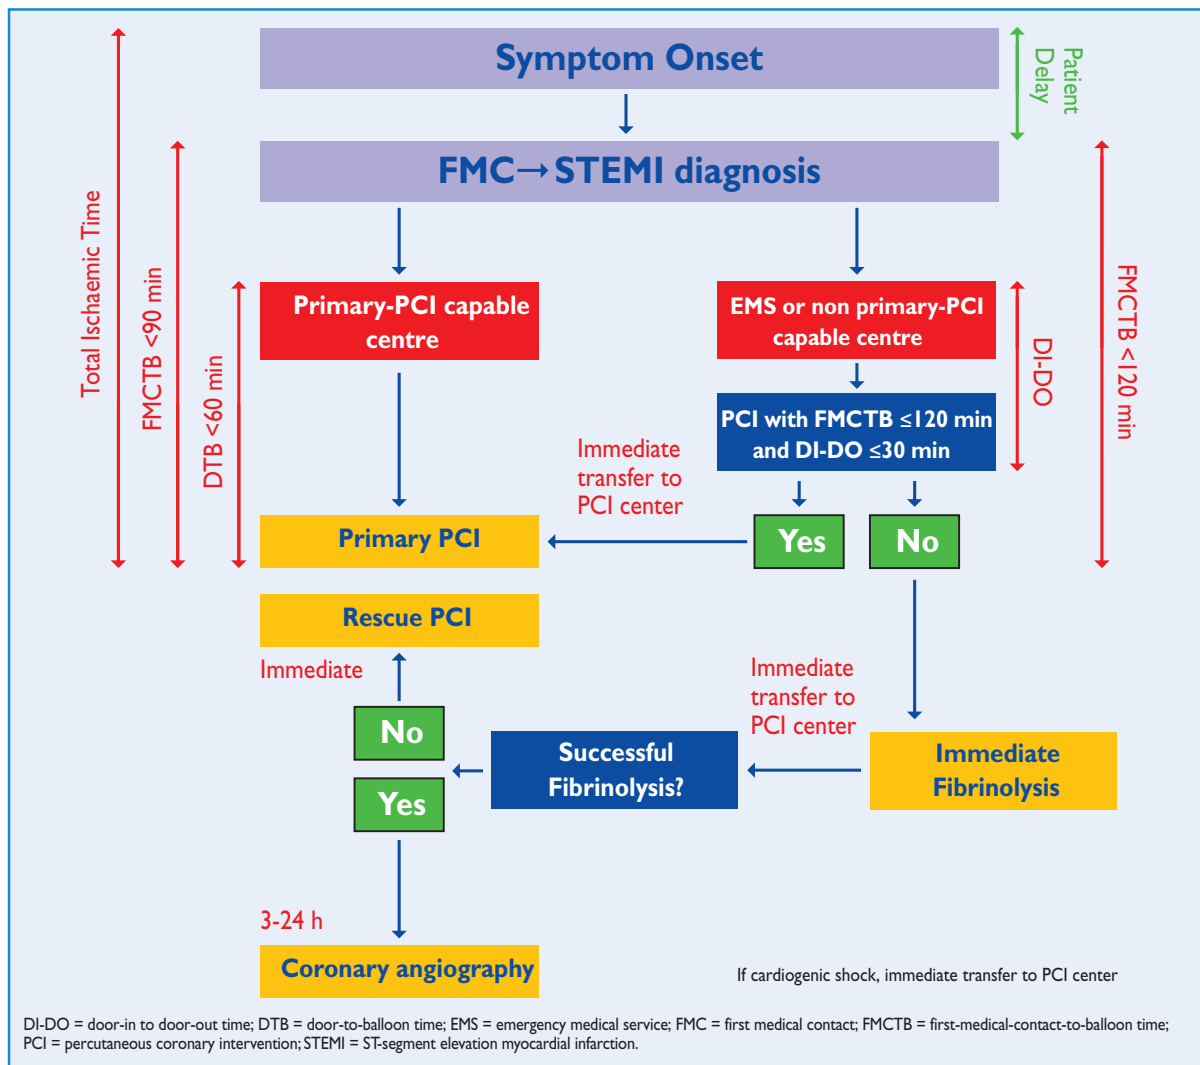 Symptom Onset
Patient
Delay
FMC→STEMI diagnosis
Total Ischaemic Time
FMCTB <90 min
DTB <60 min
Primary-PCI capable
centre
EMS or non primary-PCI
capable centre
DI-DO
FMCTB <120 min
PCI with FMCTB ≤120 min
and DI-DO ≤30 min
Immediate
transfer to
PCI center
Primary PCI
Yes
No
Rescue PCI
Immediate
Immediate
transfer to
PCI center
No
Yes
Successful
Fibrinolysis?
Immediate
Fibrinolysis
3-24 h
Coronary angiography
If cardiogenic shock, immediate transfer to PCI center
DI-DO = door-in to door-out time; DTB = door-to-balloon time; EMS = emergency medical service; FMC = first medical contact; FMCTB = first-medical-contact-to-balloon time;
PCI = percutaneous coronary intervention; STEMI = ST-segment elevation myocardial infarction.